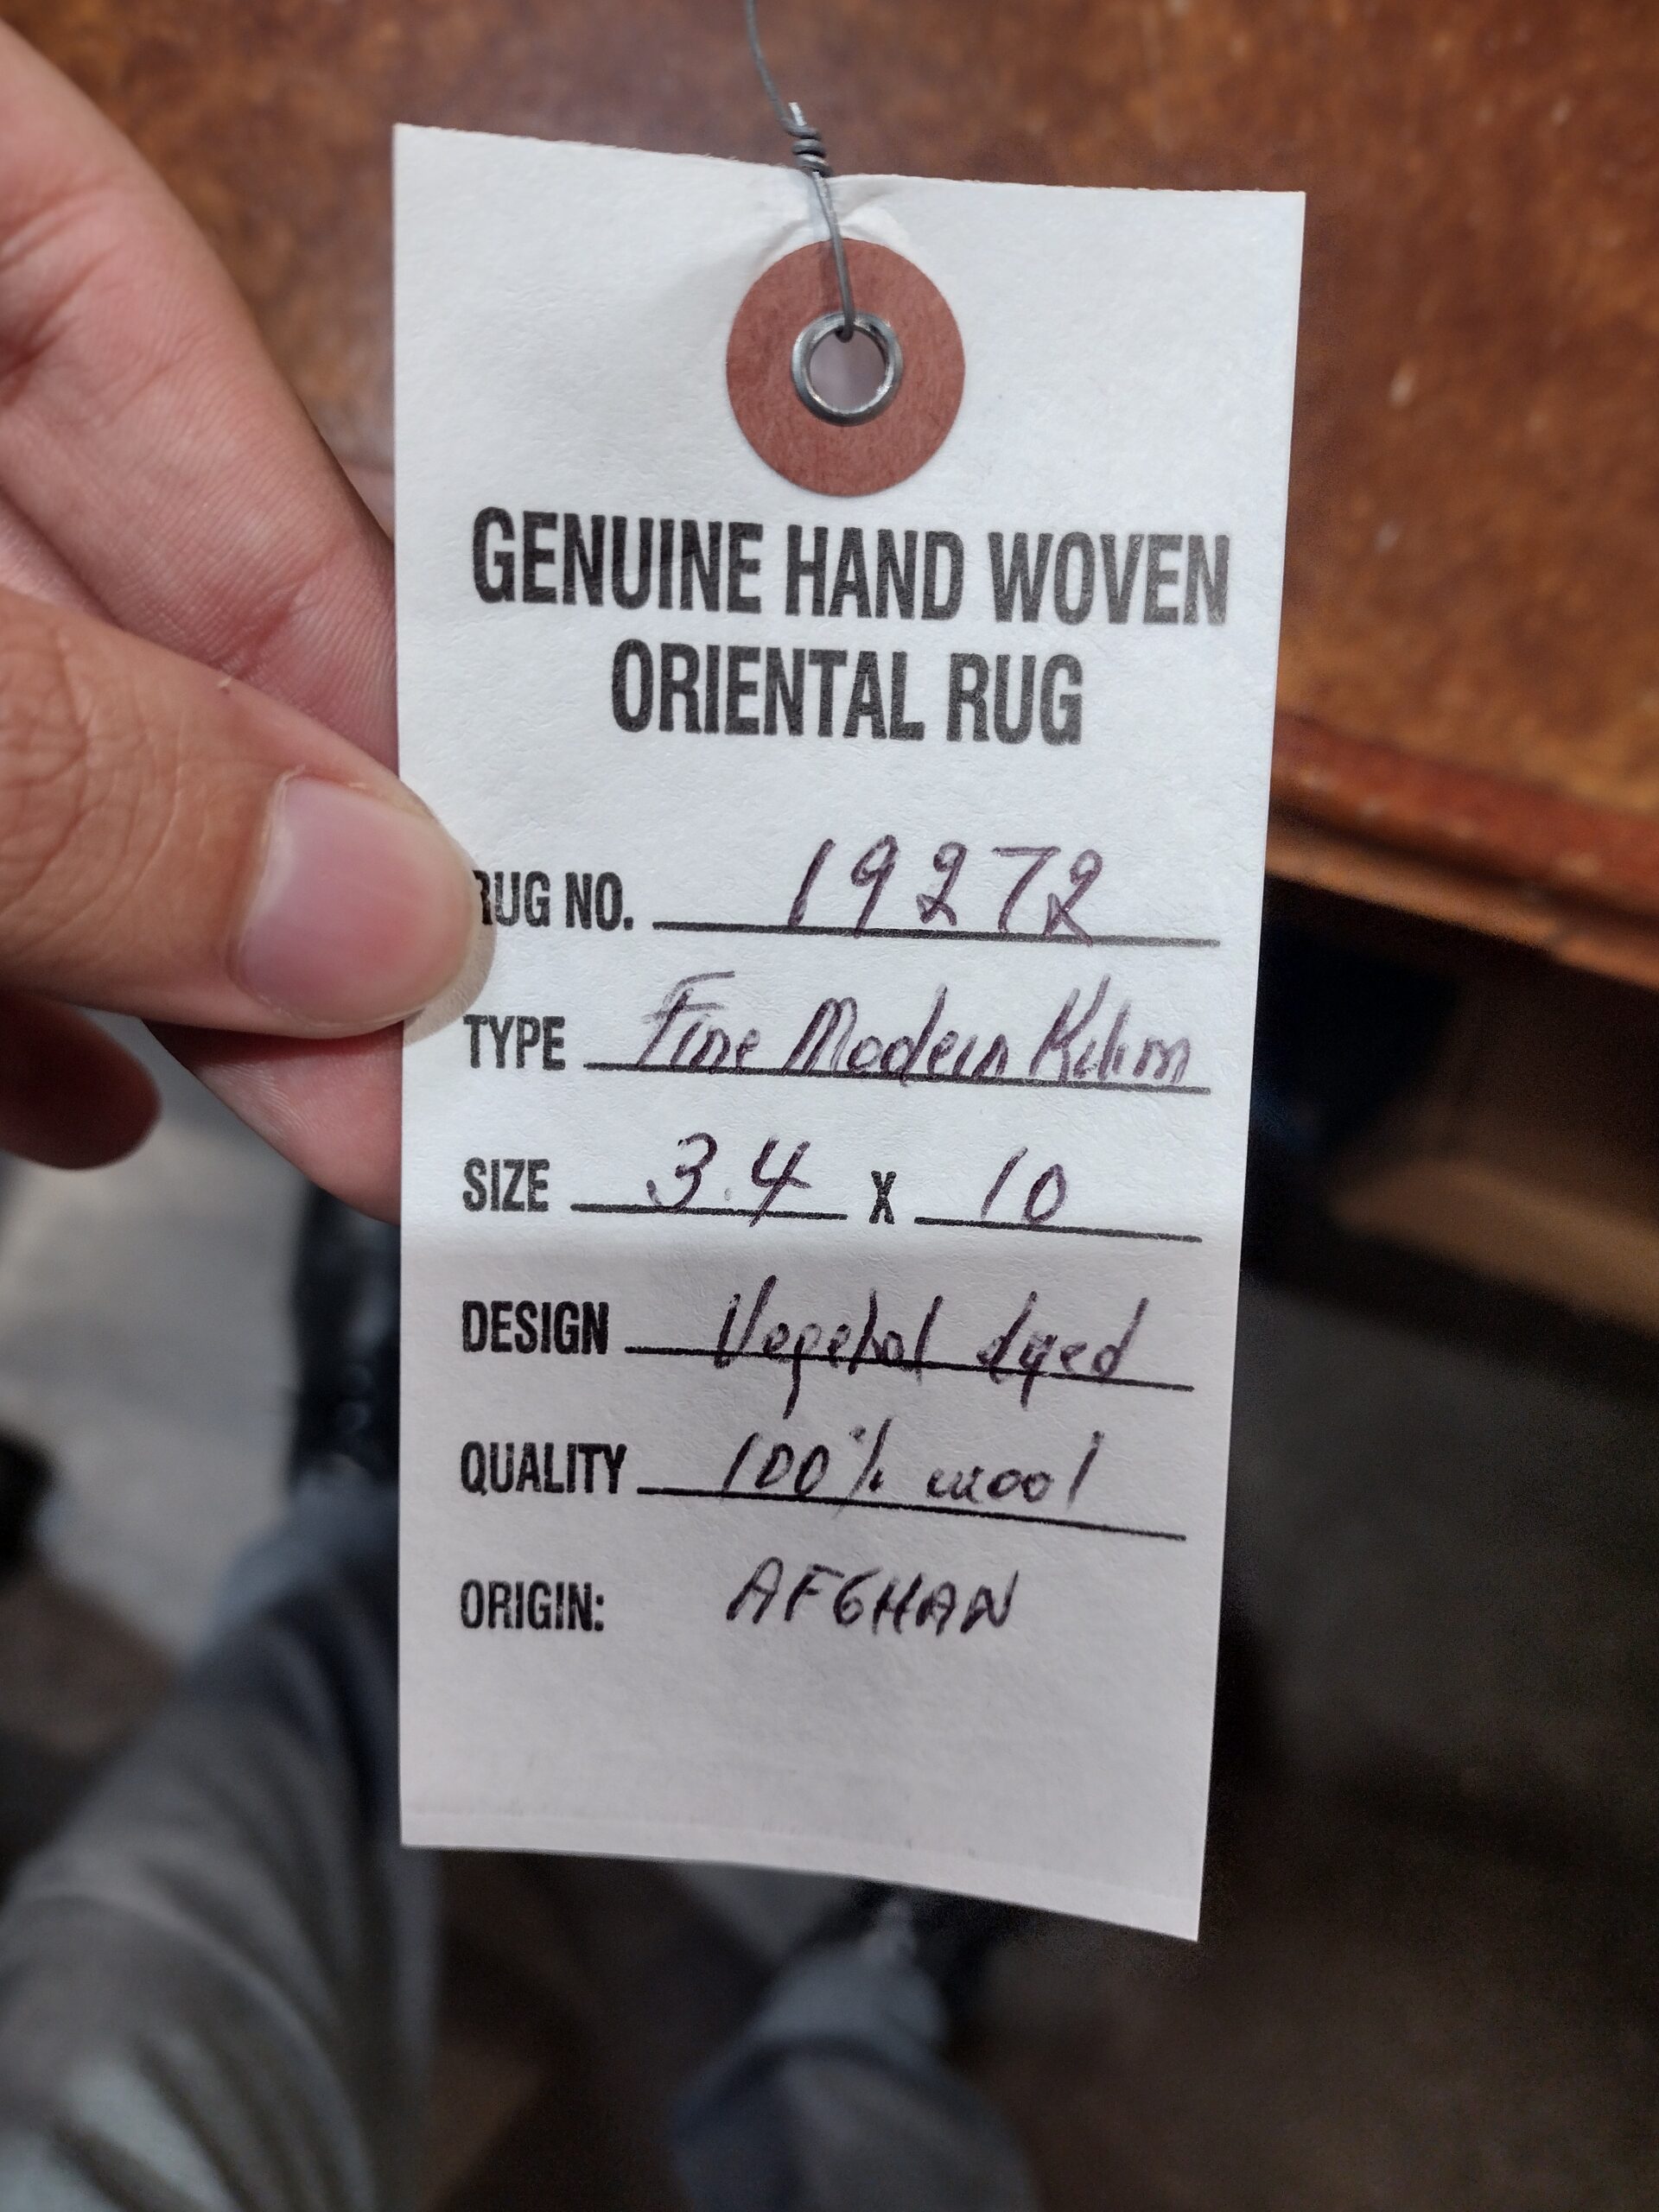 GENUINE HAND WOVEN
ORIENTAL RUG
RUG NO. 19272
TYPE Fine Modern Kilim
SIZE 3.4 X 10
DESIGN Vegetal dyed
QUALITY 100% wool
ORIGIN: AFGHAN